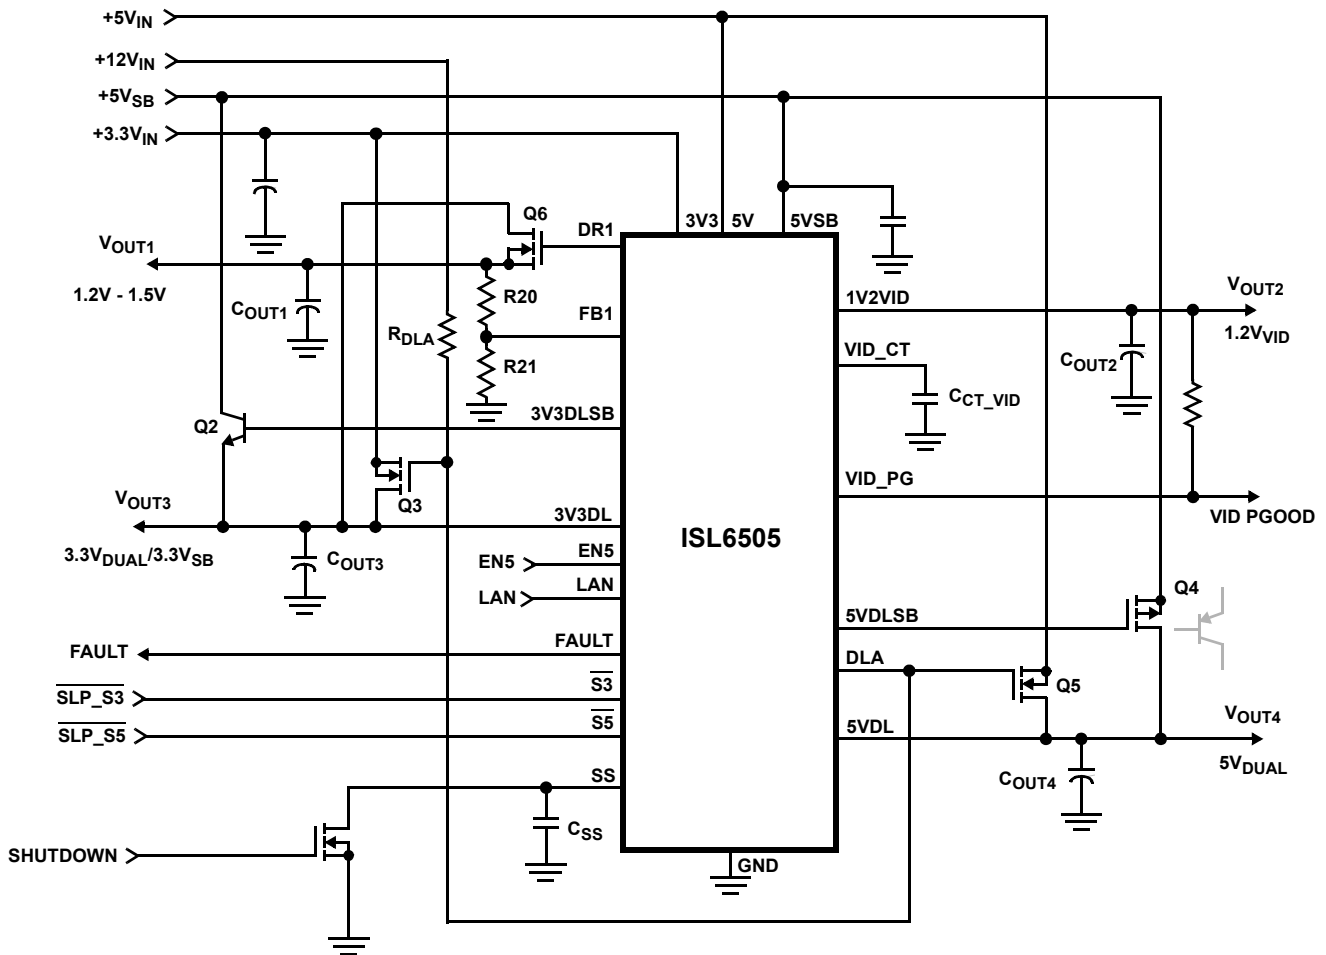 +5VIN
+12VIN
+5VSB
+3.3VIN
Q6
DR1
3V3
5V
5VSB
VOUT1
1.2V - 1.5V
COUT1
R20
FB1
RDLA
R21
1V2VID
VOUT2
1.2VVID
COUT2
VID_CT
CCT_VID
Q2
3V3DLSB
Q3
VID_PG
VID PGOOD
VOUT3
3.3VDUAL/3.3VSB
COUT3
3V3DL
ISL6505
EN5
EN5
LAN
LAN
5VDLSB
Q4
FAULT
FAULT
DLA
Q5
SLP_S3
S3
SLP_S5
S5
5VDL
VOUT4
5VDUAL
COUT4
SS
CSS
SHUTDOWN
GND